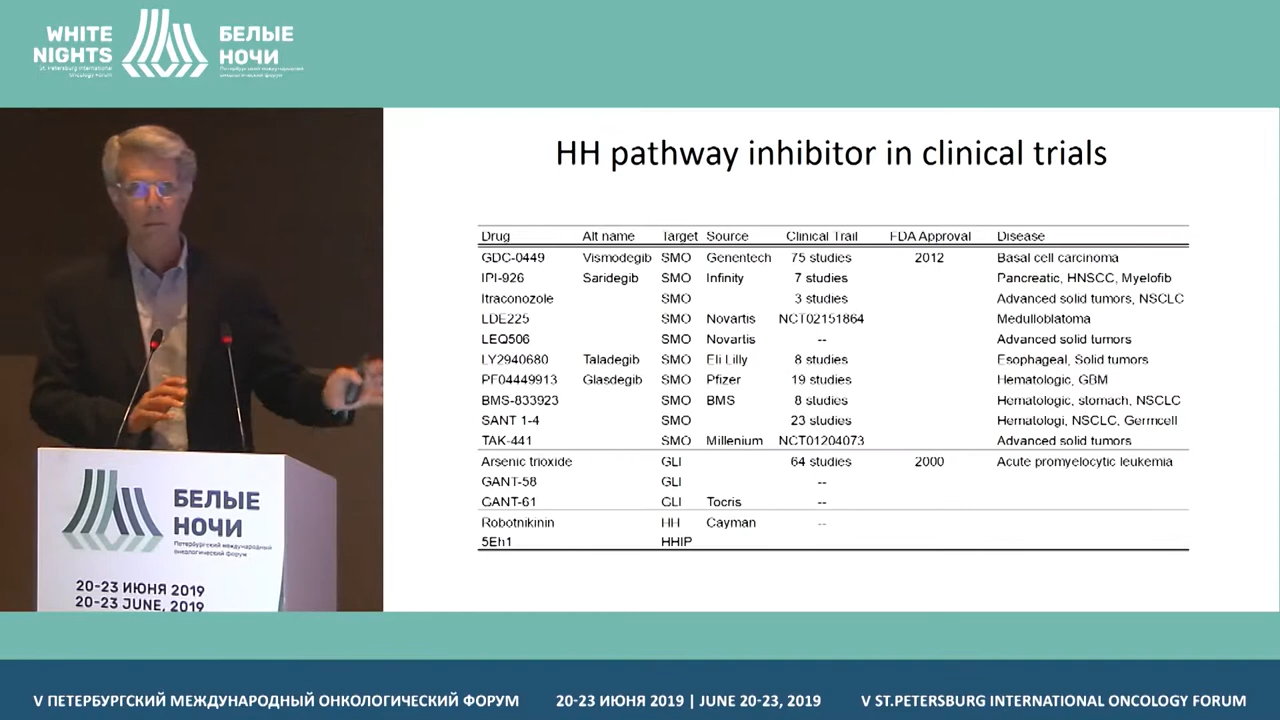 WHITE
NIGHTS
St. Petersburg International
Oncology Forum
БЕЛЫЕ
НОЧИ
Петербургский международный
онкологический форум
HH pathway inhibitor in clinical trials
Drug Alt name Target Source Clinical Trail FDA Approval Disease
GDC-0449 Vismodegib SMO Genentech 75 studies 2012 Basal cell carcinoma
IPI-926 Saridegib SMO Infinity 7 studies Pancreatic, HNSCC, Myelofib
Itraconozole SMO 3 studies Advanced solid tumors, NSCLC
LDE225 SMO Novartis NCT02151864 Medulloblatoma
LEQ506 SMO Novartis -- Advanced solid tumors
LY2940680 Taladegib SMO Eli Lilly 8 studies Esophageal, Solid tumors
PF04449913 Glasdegib SMO Pfizer 19 studies Hematologic, GBM
BMS-833923 SMO BMS 8 studies Hematologic, stomach, NSCLC
SANT 1-4 SMO 23 studies Hematologi, NSCLC, Germcell
TAK-441 SMO Millenium NCT01204073 Advanced solid tumors
Arsenic trioxide GLI 64 studies 2000 Acute promyelocytic leukemia
GANT-58 GLI --
GANT-61 GLI Tocris --
Robotnikinin HH Cayman --
5Eh1 HHIP
БЕЛЫЕ
НОЧИ
Петербургский международный
онкологический форум
20-23 ИЮНЯ 2019
20-23 JUNE, 2019
V ПЕТЕРБУРГСКИЙ МЕЖДУНАРОДНЫЙ ОНКОЛОГИЧЕСКИЙ ФОРУМ 20-23 ИЮНЯ 2019 | JUNE 20-23, 2019 V ST.PETERSBURG INTERNATIONAL ONCOLOGY FORUM